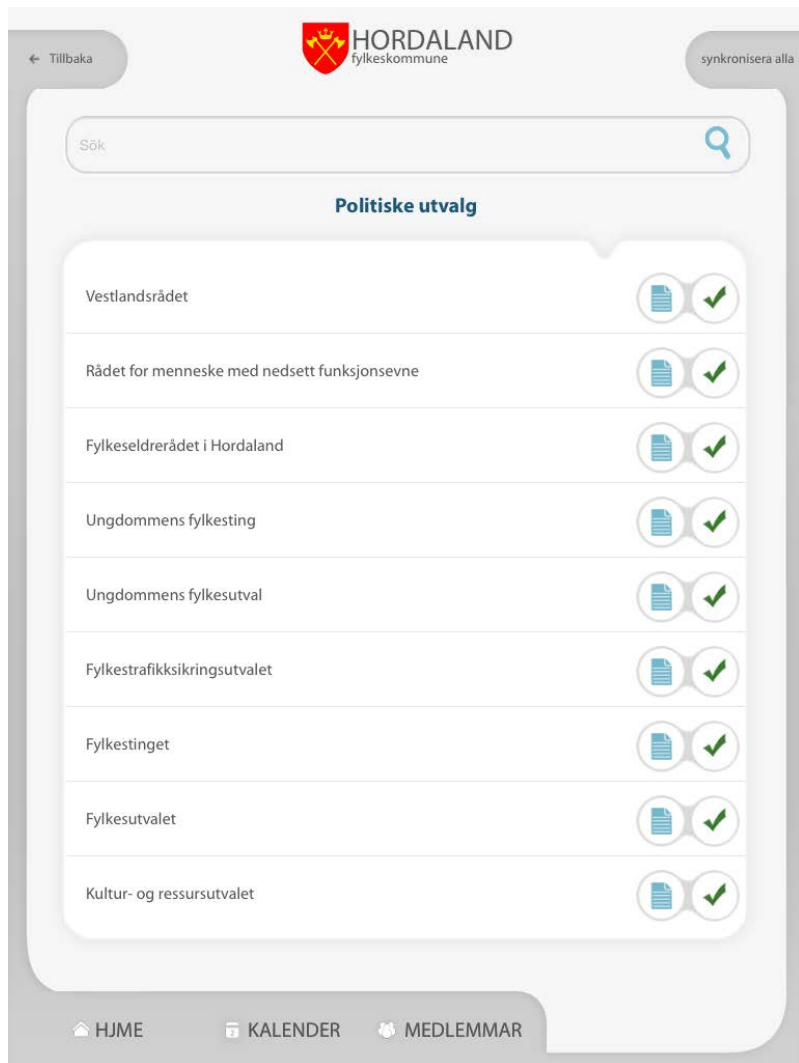 ← Tillbaka
HORDALAND
fylkeskommune
synkronisera alla
Sök
Politiske utvalg
Vestlandsrådet
Rådet for menneske med nedsett funksjonsevne
Fylkeseldrerådet i Hordaland
Ungdommens fylkesting
Ungdommens fylkesutval
Fylkestrafikksikringsutvalet
Fylkestinget
Fylkesutvalet
Kultur- og ressursutvalet
HJME KALENDER MEDLEMMAR